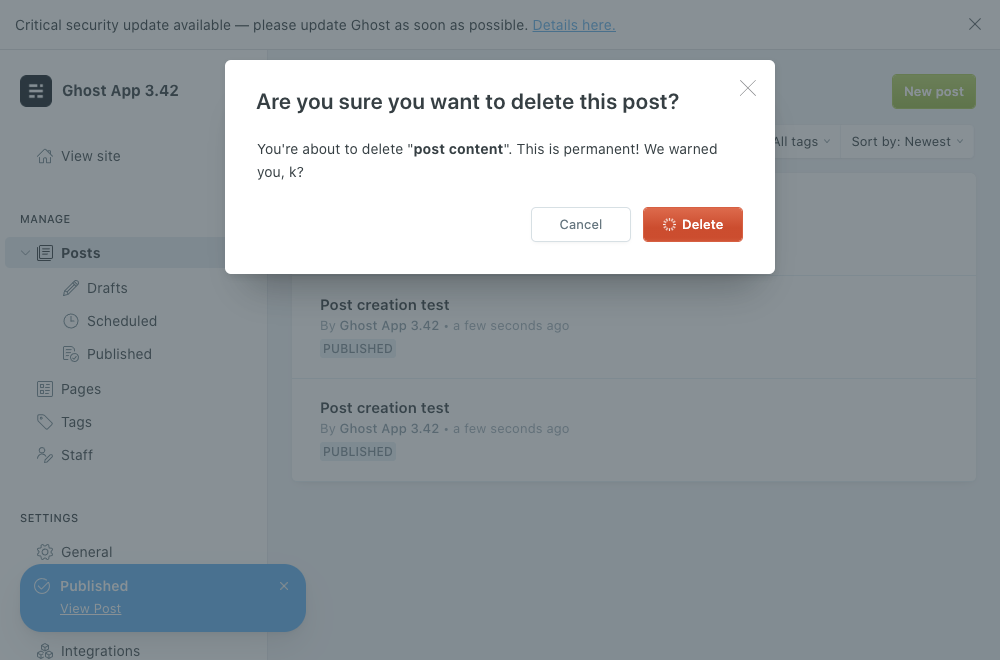 Critical security update available — please update Ghost as soon as possible. Details here.
Ghost App 3.42
View site
MANAGE
Posts
Drafts
Scheduled
Published
Pages
Tags
Staff
SETTINGS
General
Published
View Post
Integrations
New post
All tags
Sort by: Newest
Are you sure you want to delete this post?
You're about to delete "post content". This is permanent! We warned
you, k?
Cancel
Delete
Post creation test
By Ghost App 3.42 • a few seconds ago
PUBLISHED
Post creation test
By Ghost App 3.42 • a few seconds ago
PUBLISHED